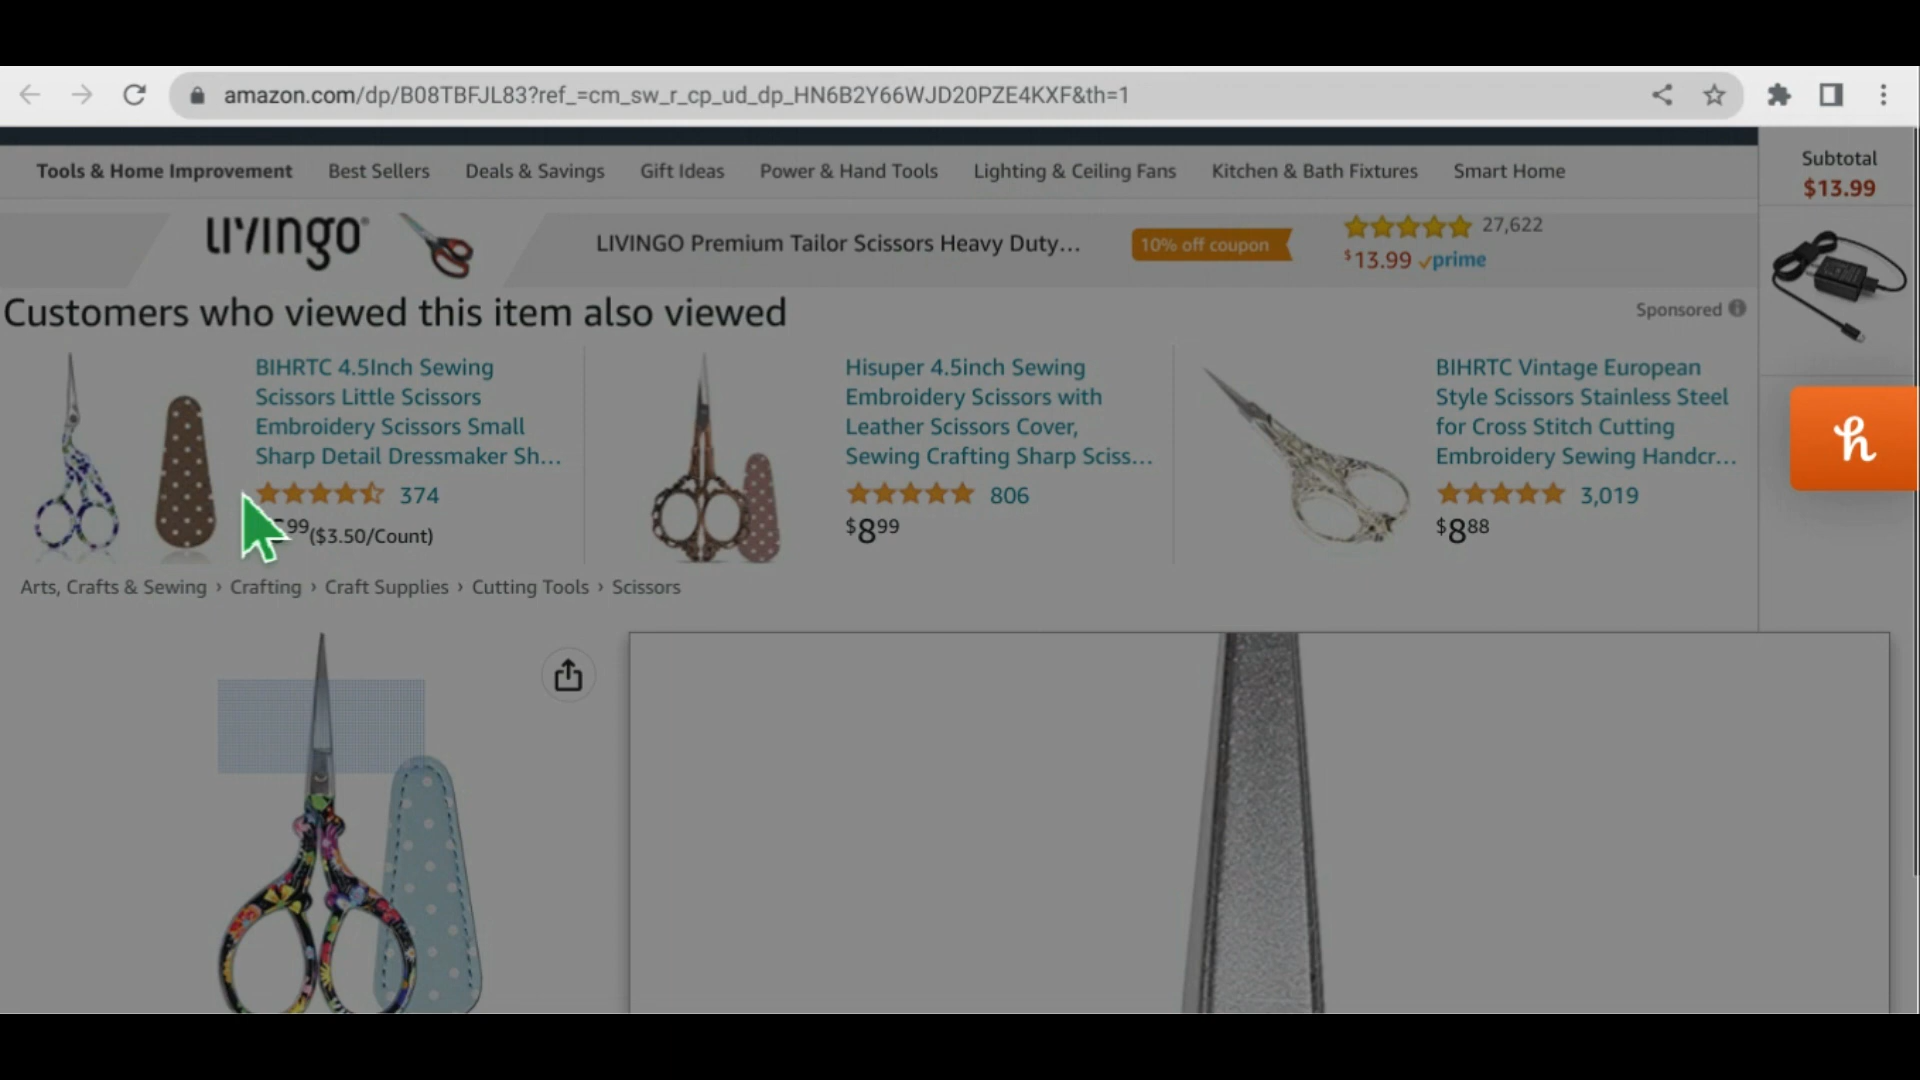 amazon.com/dp/B08TBFJL83?ref_=cm_sw_r_cp_ud_dp_HN6B2Y66WJD20PZE4KXF&th=1
Tools & Home Improvement Best Sellers Deals & Savings Gift Ideas Power & Hand Tools Lighting & Ceiling Fans Kitchen & Bath Fixtures Smart Home
Subtotal
$13.99
LIVINGO
LIVINGO Premium Tailor Scissors Heavy Duty...
10% off coupon
27,622
$13.99 prime
Customers who viewed this item also viewed
Sponsored
BIHRTC 4.5Inch Sewing
Scissors Little Scissors
Embroidery Scissors Small
Sharp Detail Dressmaker Sh...
374
99 ($3.50/Count)
Hisuper 4.5inch Sewing
Embroidery Scissors with
Leather Scissors Cover,
Sewing Crafting Sharp Sciss...
806
$8 99
BIHRTC Vintage European
Style Scissors Stainless Steel
for Cross Stitch Cutting
Embroidery Sewing Handcr...
3,019
$8 88
h
Arts, Crafts & Sewing › Crafting › Craft Supplies › Cutting Tools › Scissors